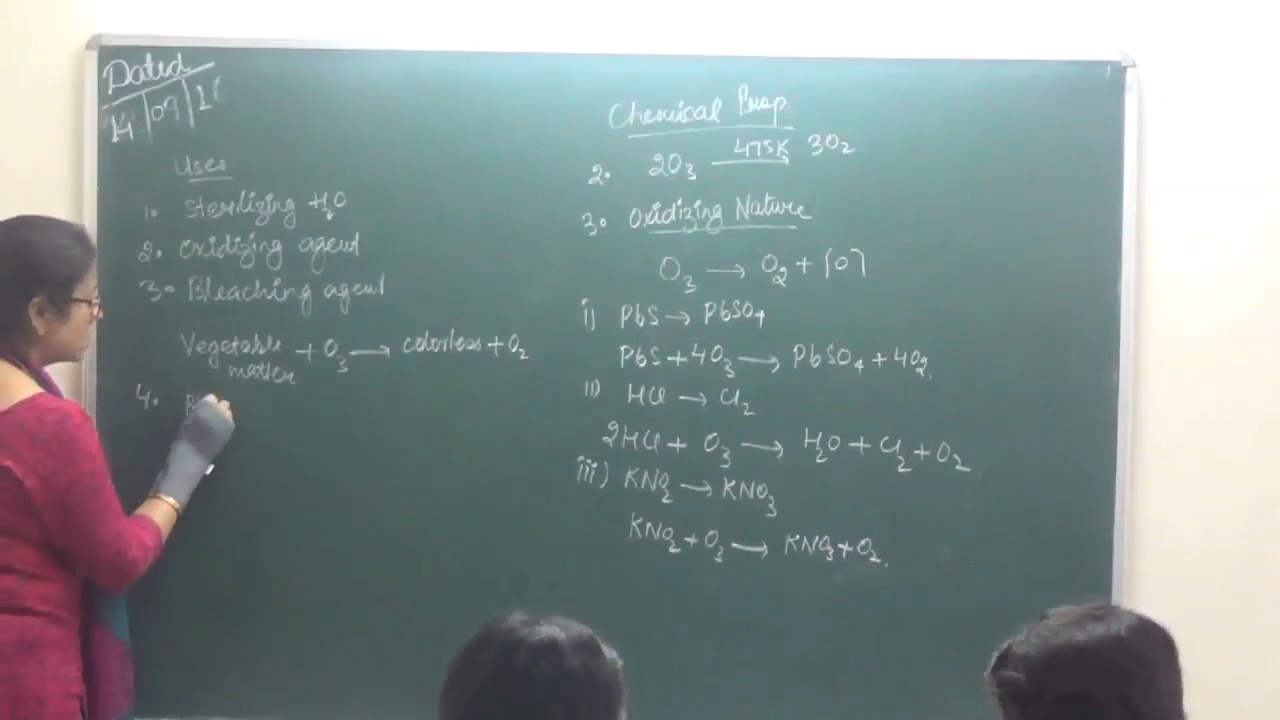 Dated
14/09/2
Uses
1. Sterilizing H2O
2. Oxidizing agent
3. Bleaching agent
Vegetable matter + O3 → colorless + O2
4.
Chemical Prop.
2. 2O3 475K 3O2
3. Oxidizing Nature
O3 → O2 + [O]
i) PbS → PbSO4
PbS + 4O3 → PbSO4 + 4O2.
ii) HCl → Cl2
2HCl + O3 → H2O + Cl2 + O2.
iii) KNO2 → KNO3
KNO2 + O3 → KNO3 + O2.